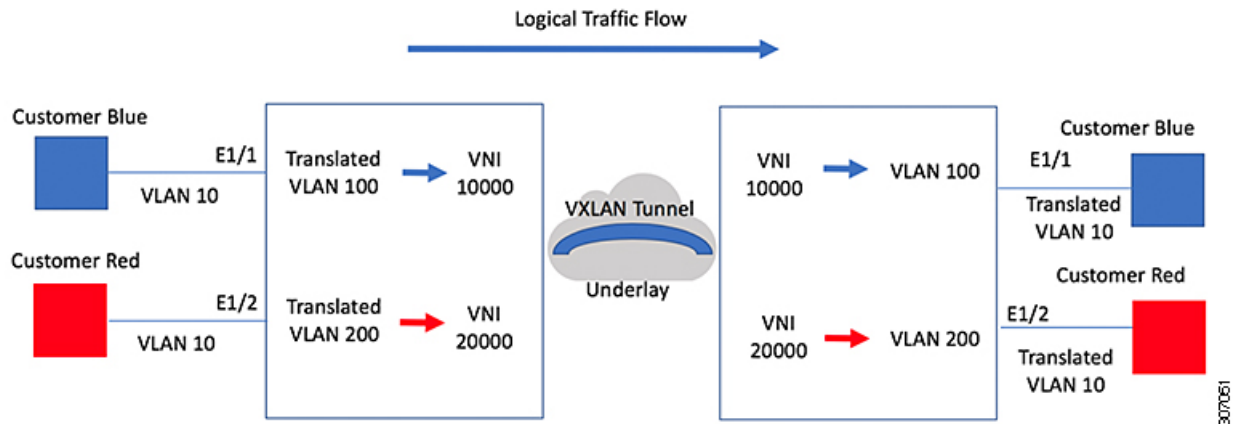 Logical Traffic Flow
Customer Blue
E1/1
VLAN 10
Translated
VLAN 100
VNI
10000
Customer Red
E1/2
VLAN 10
Translated
VLAN 200
VNI
20000
VXLAN Tunnel
Underlay
VNI
10000
VLAN 100
Customer Blue
E1/1
Translated
VLAN 10
VNI
20000
VLAN 200
Customer Red
E1/2
Translated
VLAN 10
307051